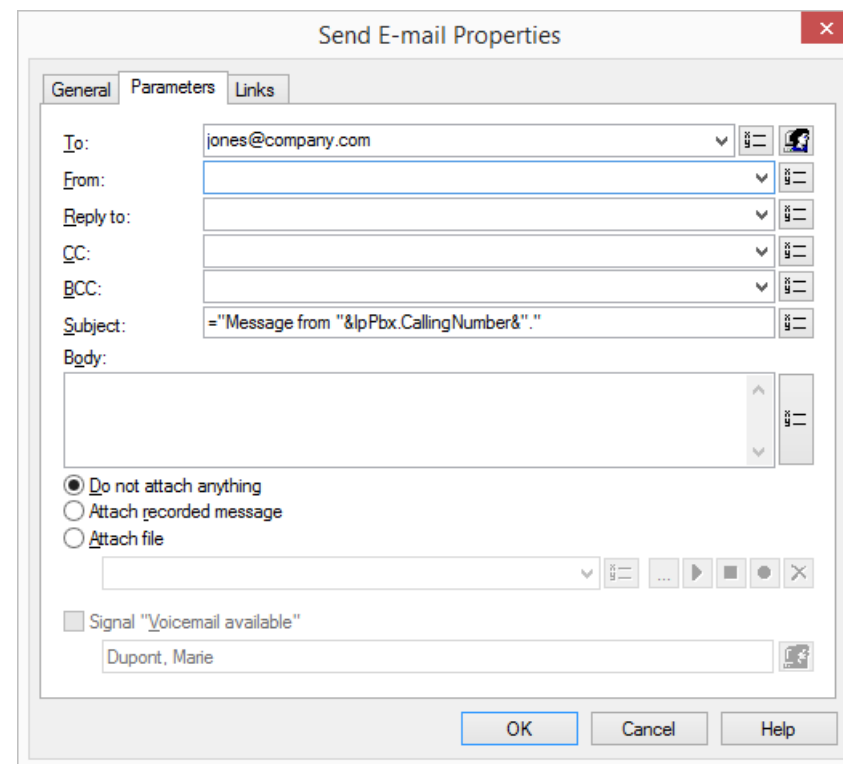 Send E-mail Properties
General Parameters Links
To: jones@company.com
From:
Reply to:
CC:
BCC:
Subject: ="Message from "&IpPbx.CallingNumber&"."
Body:
Do not attach anything
Attach recorded message
Attach file
...
Signal "Voicemail available"
Dupont, Marie
OK Cancel Help